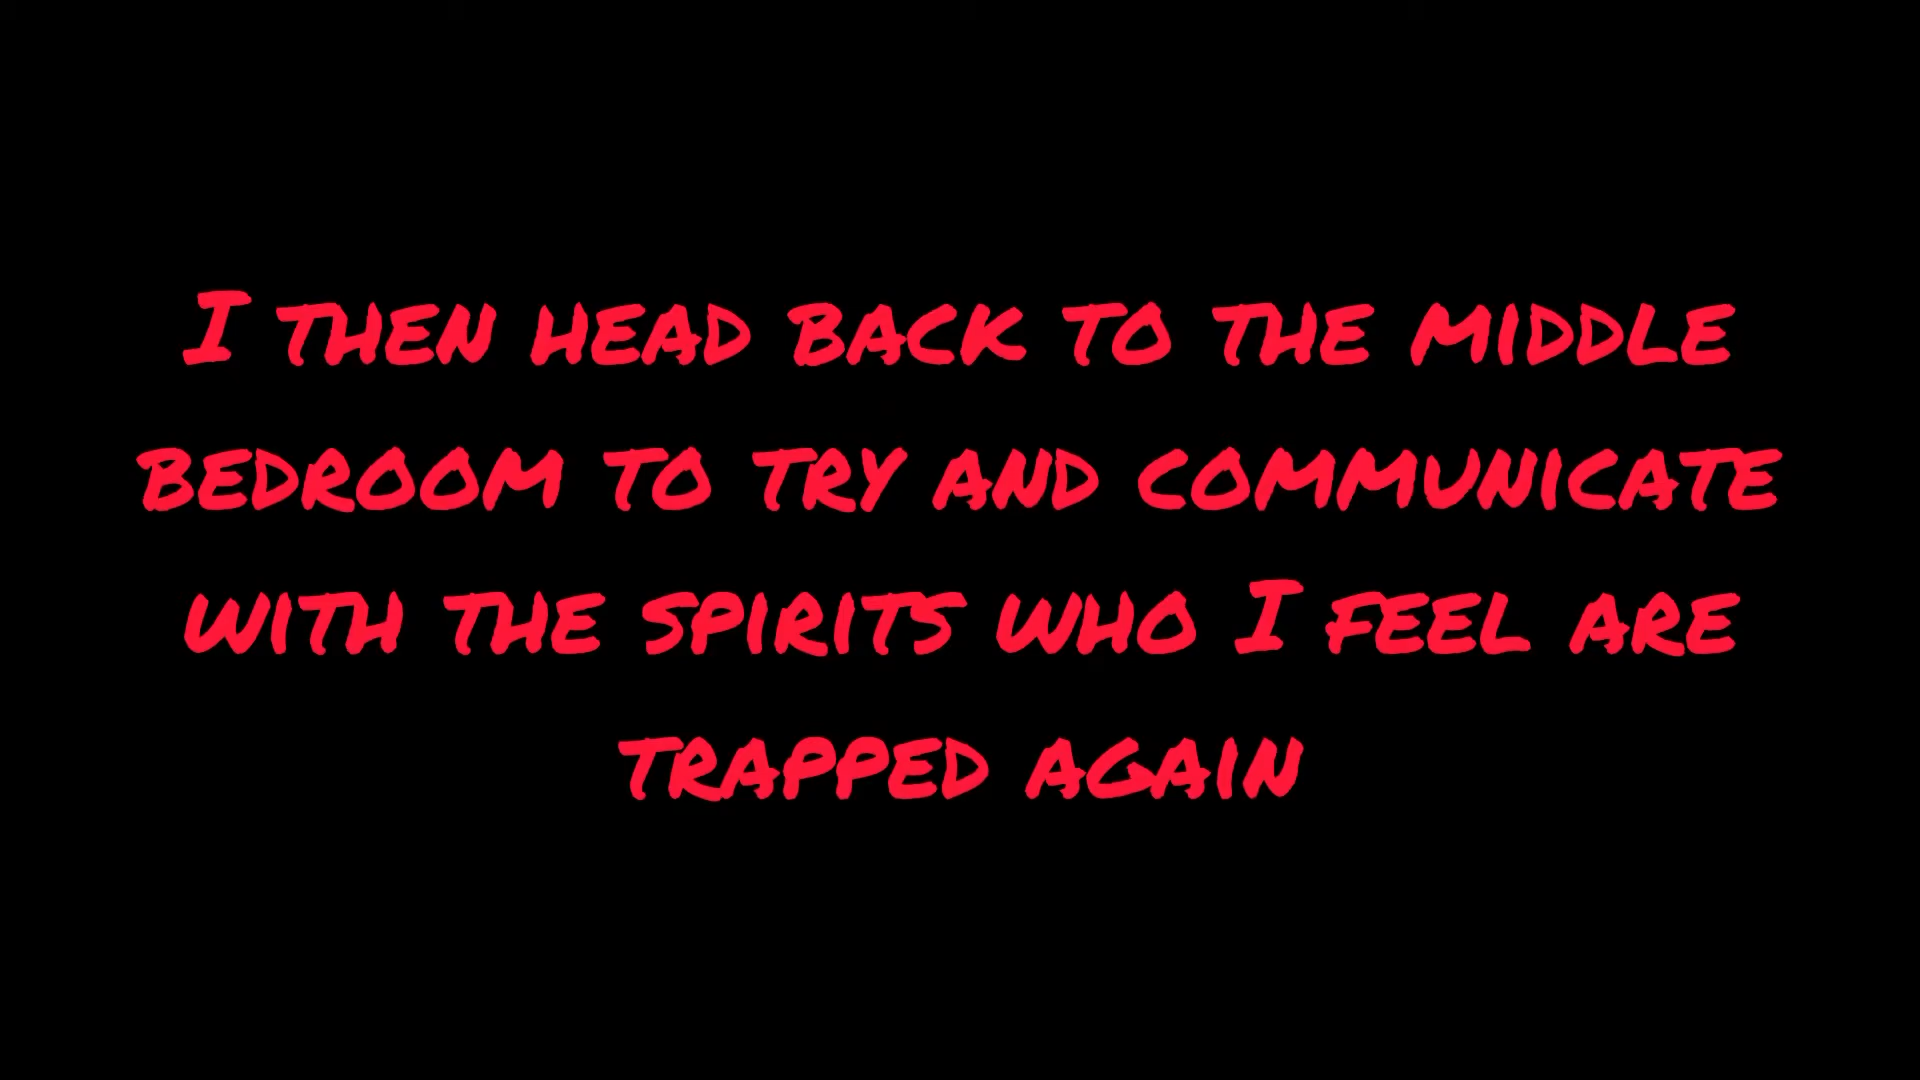 I THEN HEAD BACK TO THE MIDDLE
BEDROOM TO TRY AND COMMUNICATE
WITH THE SPIRITS WHO I FEEL ARE
TRAPPED AGAIN